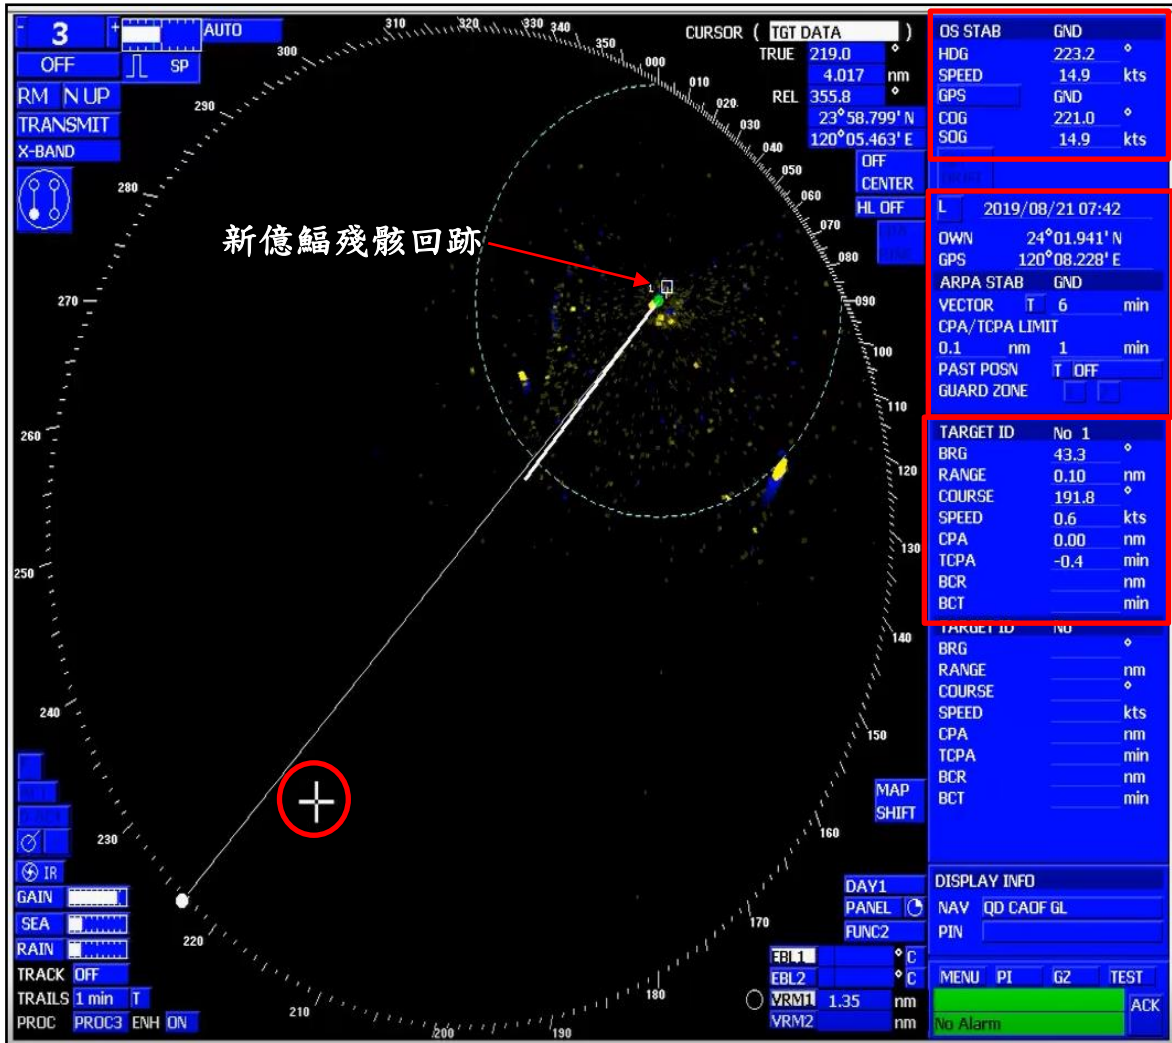 - 3 + AUTO
OFF SP
RM N UP
TRANSMIT
X-BAND
CURSOR ( TGT DATA )
TRUE 219.0 °
4.017 nm
REL 355.8 °
23°58.799' N
120°05.463' E
OFF
CENTER
HL OFF
新億鯿殘骸回跡
1
000
010
020
030
040
050
060
070
080
090
100
110
120
130
140
150
160
170
180
190
200
210
220
230
240
250
260
270
280
290
300
310
320
330
340
350
OS STAB GND
HDG 223.2 °
SPEED 14.9 kts
GPS GND
COG 221.0 °
SOG 14.9 kts
L 2019/08/21 07:42
OWN 24°01.941' N
GPS 120°08.228' E
ARPA STAB GND
VECTOR T 6 min
CPA/TCPA LIMIT
0.1 nm 1 min
PAST POSN T OFF
GUARD ZONE
TARGET ID No 1
BRG 43.3 °
RANGE 0.10 nm
COURSE 191.8 °
SPEED 0.6 kts
CPA 0.00 nm
TCPA -0.4 min
BCR nm
BCT min
TARGET ID No
BRG °
RANGE nm
COURSE °
SPEED kts
CPA nm
TCPA min
BCR nm
BCT min
MAP
SHIFT
IR
GAIN
SEA
RAIN
TRACK OFF
TRAILS 1 min T
PROC PROC3 ENH ON
DAY1
PANEL
FUNC2
EBL1 ° C
EBL2 ° C
VRM1 1.35 nm
VRM2 nm
DISPLAY INFO
NAV QD CADF GL
PIN
MENU PI GZ TEST
ACK
No Alarm